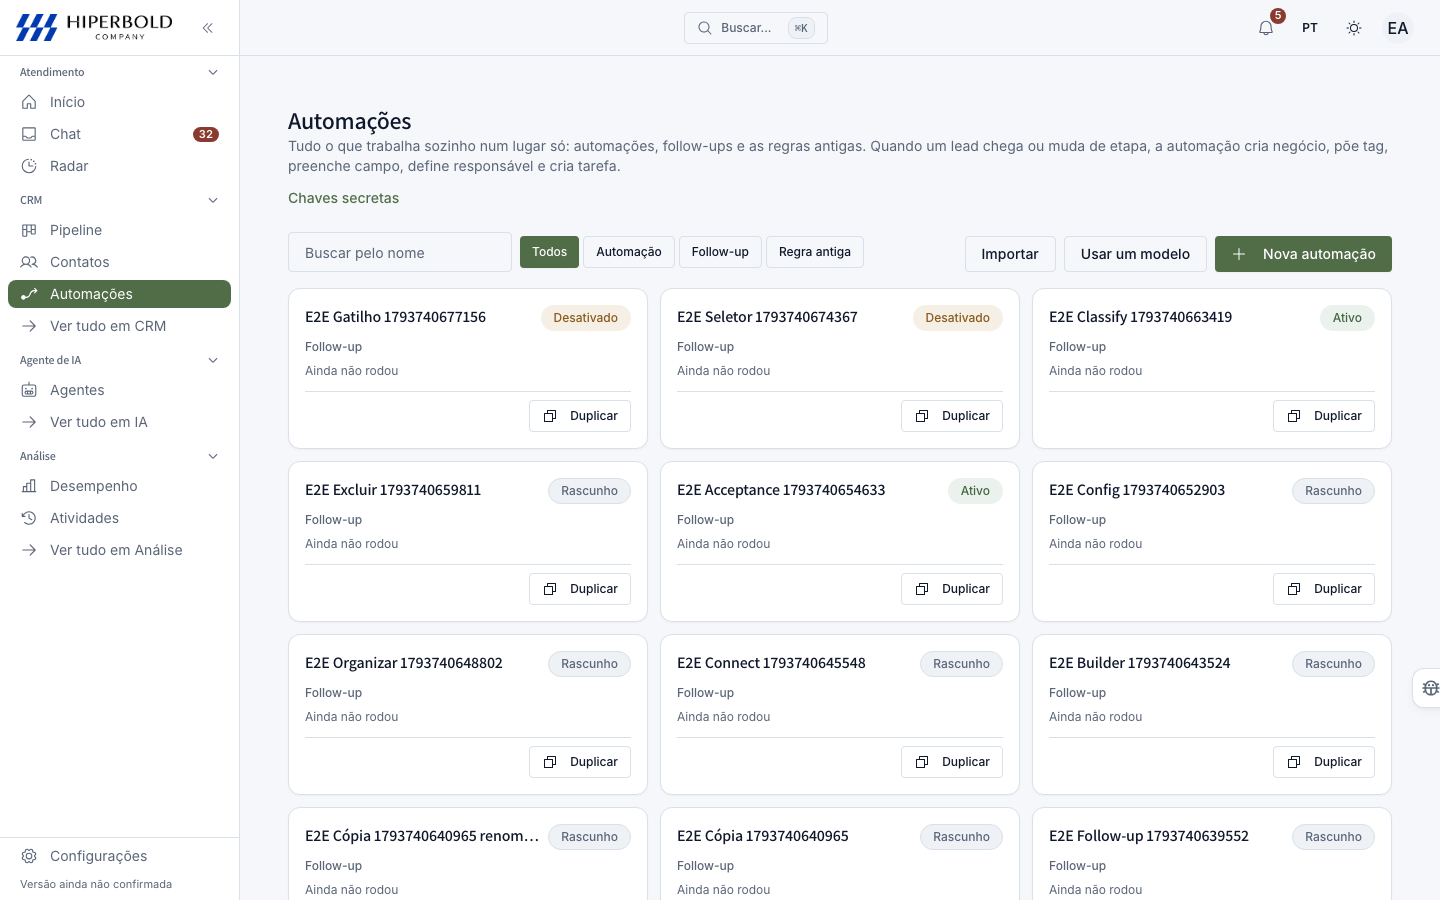 HIPERBOLD
COMPANY
Buscar...
⌘K
5
PT
EA
Atendimento
Início
Chat
32
Radar
CRM
Pipeline
Contatos
Automações
Ver tudo em CRM
Agente de IA
Agentes
Ver tudo em IA
Análise
Desempenho
Atividades
Ver tudo em Análise
Configurações
Versão ainda não confirmada
Automações
Tudo o que trabalha sozinho num lugar só: automações, follow-ups e as regras antigas. Quando um lead chega ou muda de etapa, a automação cria negócio, põe tag,
preenche campo, define responsável e cria tarefa.
Chaves secretas
Buscar pelo nome
Todos
Automação
Follow-up
Regra antiga
Importar
Usar um modelo
Nova automação
E2E Gatilho 1793740677156
Desativado
Follow-up
Ainda não rodou
Duplicar
E2E Seletor 1793740674367
Desativado
Follow-up
Ainda não rodou
Duplicar
E2E Classify 1793740663419
Ativo
Follow-up
Ainda não rodou
Duplicar
E2E Excluir 1793740659811
Rascunho
Follow-up
Ainda não rodou
Duplicar
E2E Acceptance 1793740654633
Ativo
Follow-up
Ainda não rodou
Duplicar
E2E Config 1793740652903
Rascunho
Follow-up
Ainda não rodou
Duplicar
E2E Organizar 1793740648802
Rascunho
Follow-up
Ainda não rodou
Duplicar
E2E Connect 1793740645548
Rascunho
Follow-up
Ainda não rodou
Duplicar
E2E Builder 1793740643524
Rascunho
Follow-up
Ainda não rodou
Duplicar
E2E Cópia 1793740640965 renom...
Rascunho
Follow-up
Ainda não rodou
E2E Cópia 1793740640965
Rascunho
Follow-up
Ainda não rodou
E2E Follow-up 1793740639552
Rascunho
Follow-up
Ainda não rodou